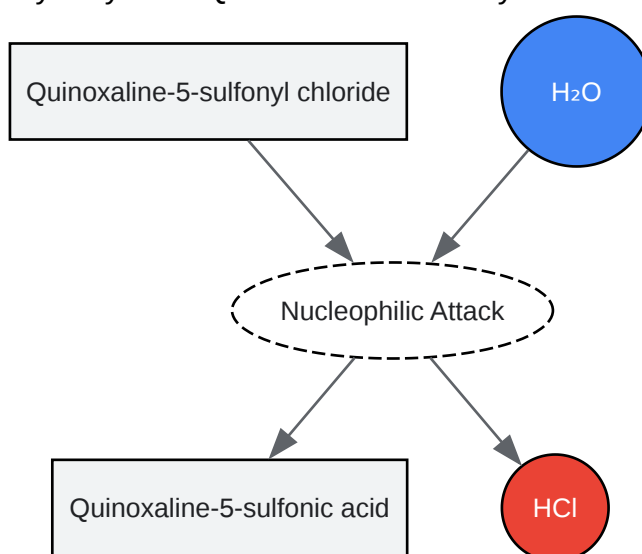 Quinoxaline-5-sulfonyl chloride
H₂O
Nucleophilic Attack
Quinoxaline-5-sulfonic acid
HCl